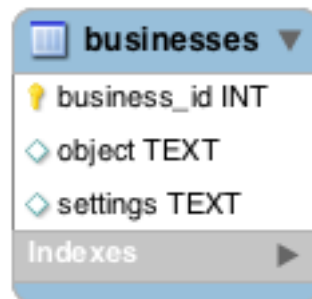 businesses
business_id INT
object TEXT
settings TEXT
Indexes